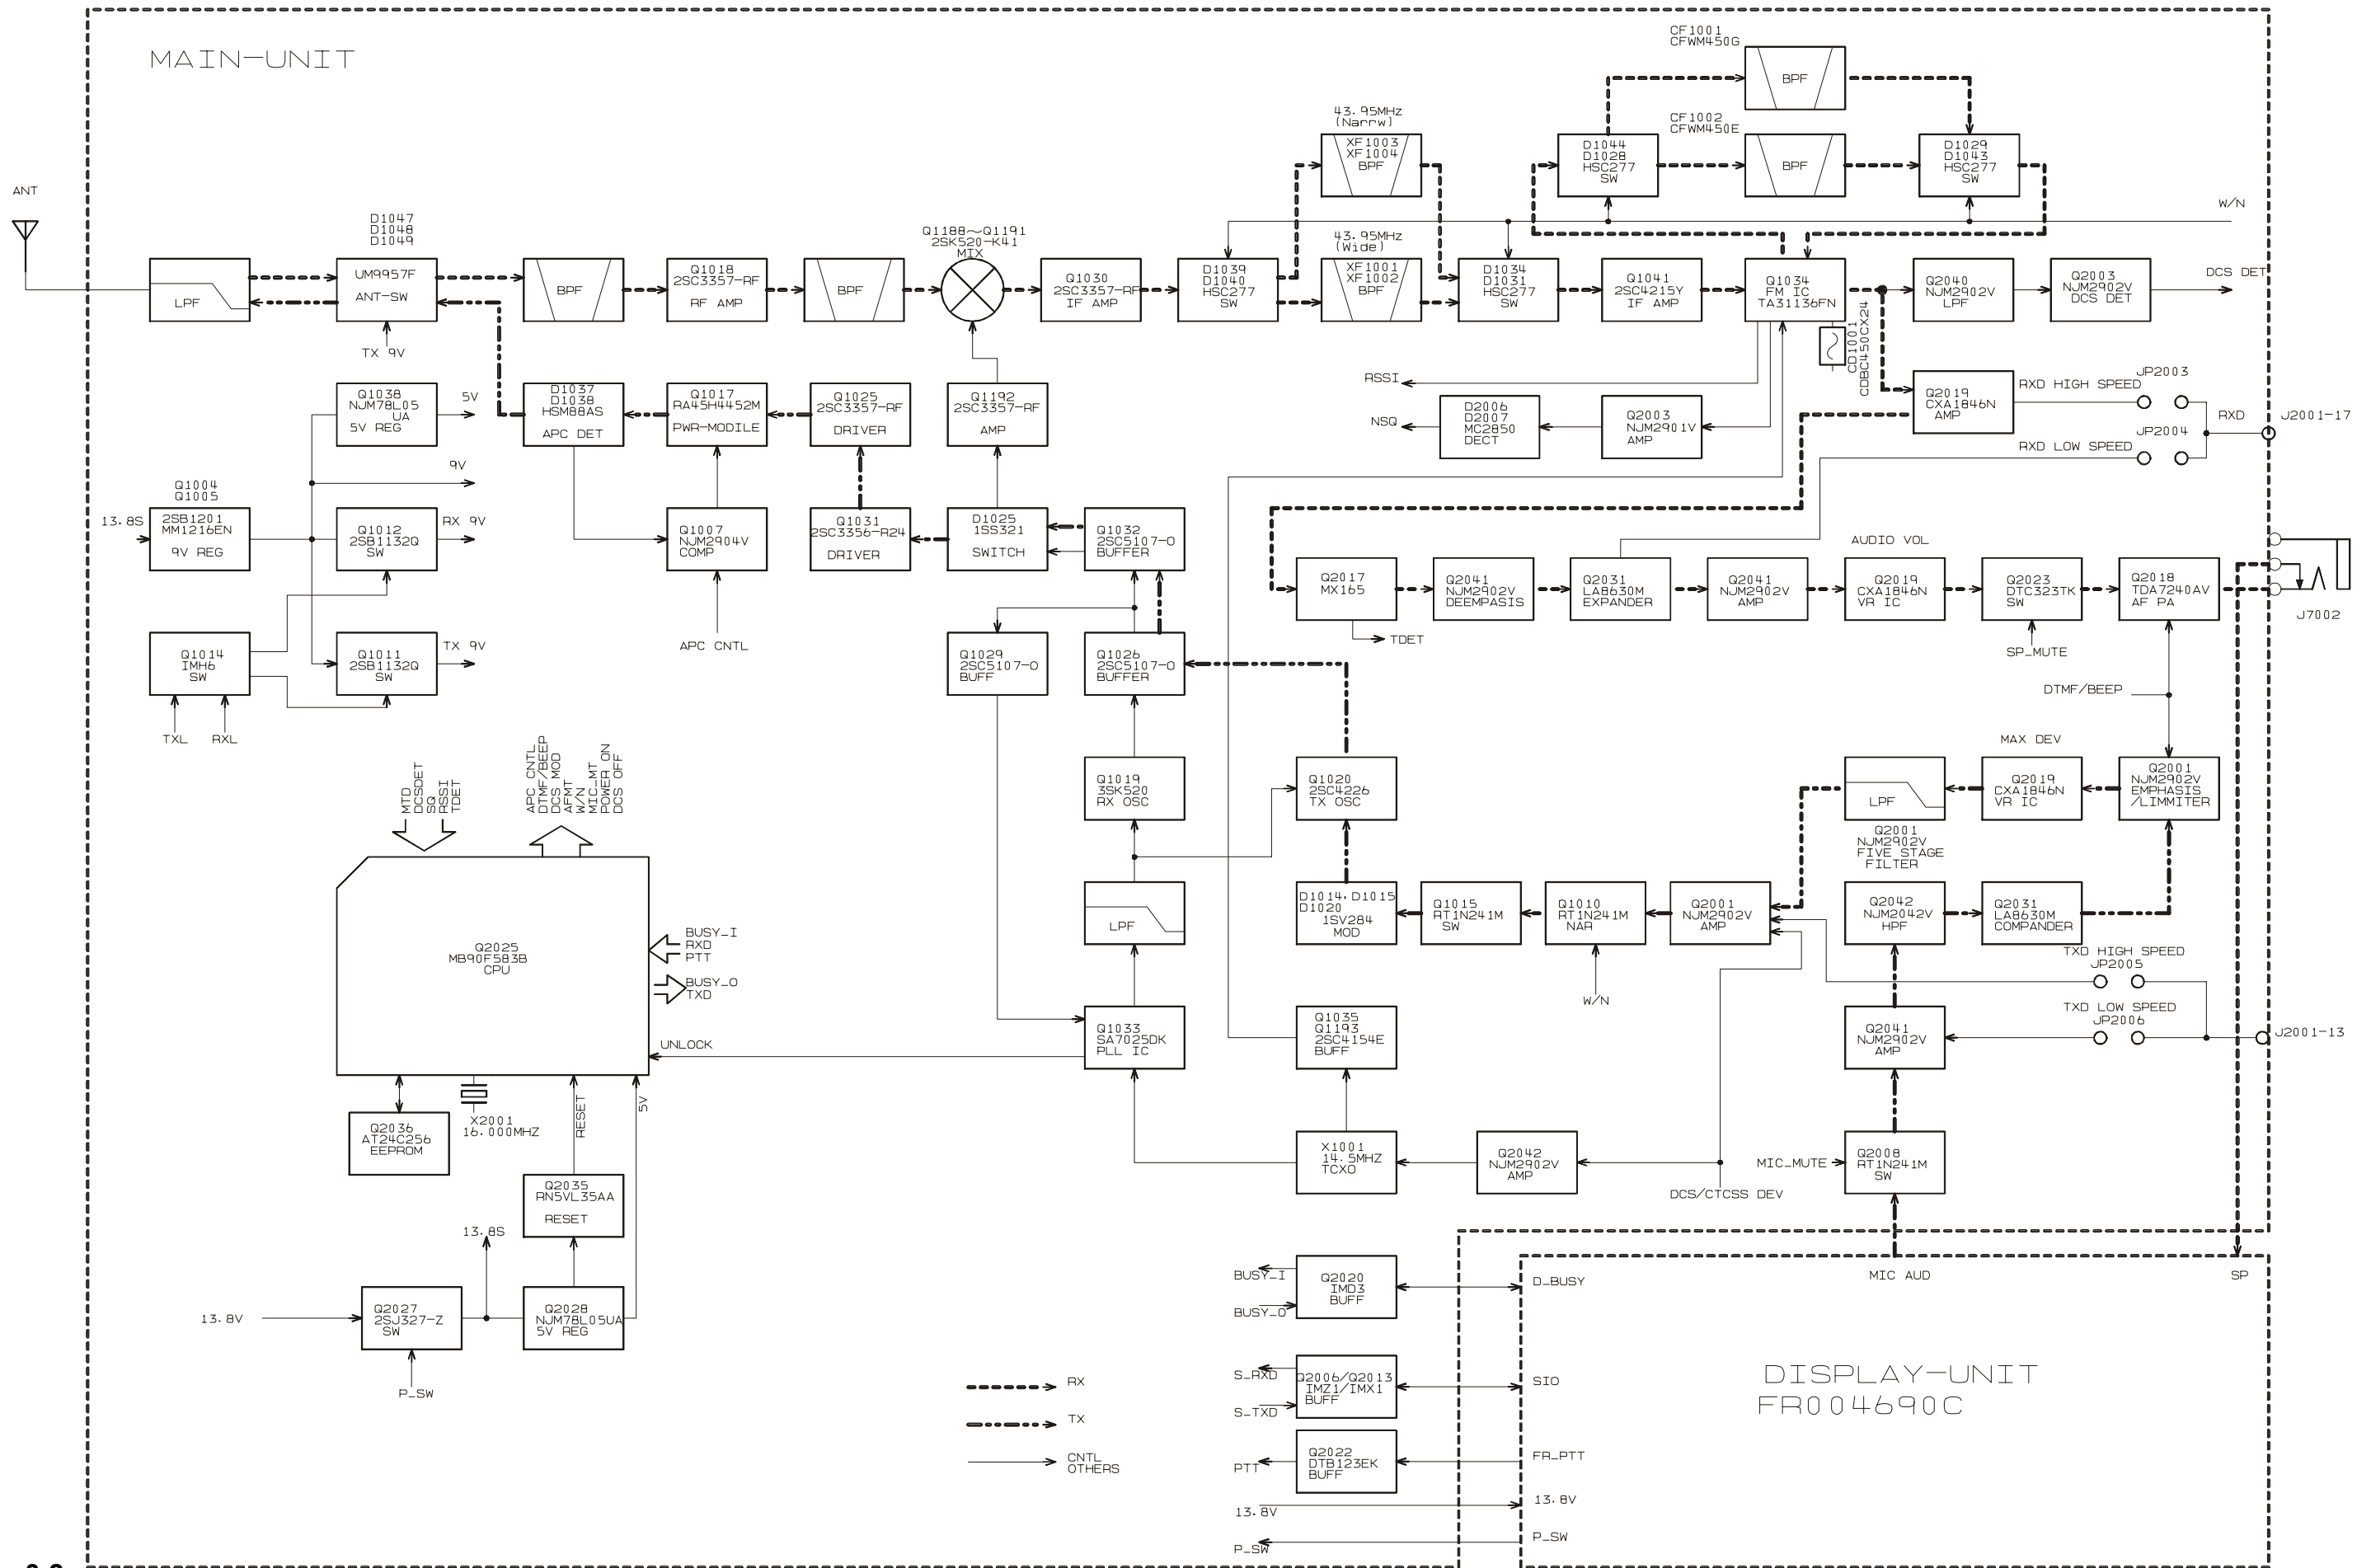 MAIN-UNIT
CF1001
CFWM450G
BPF
43.95MHz
(Narrw)
XF1003
XF1004
BPF
CF1002
CFWM450E
D1044
D1028
HSC277
SW
BPF
D1029
D1043
HSC277
SW
ANT
W/N
D1047
D1048
D1049
Q1188～Q1191
2SK520-K41
MIX
43.95MHz
(Wide)
LPF
UM9957F
ANT-SW
BPF
Q1018
2SC3357-RF
RF AMP
BPF
Q1030
2SC3357-RF
IF AMP
D1039
D1040
HSC277
SW
XF1001
XF1002
BPF
D1034
D1031
HSC277
SW
Q1041
2SC4215Y
IF AMP
Q1034
FM IC
TA31136FN
Q2040
NJM2902V
LPF
Q2003
NJM2902V
DCS DET
DCS DET
TX 9V
CD1001
CDBC450CX24
RSSI
Q1038
NJM78L05
UA
5V REG
5V
D1037
D1038
HSM88AS
APC DET
Q1017
RA45H4452M
PWR-MODILE
Q1025
2SC3357-RF
DRIVER
Q1192
2SC3357-RF
AMP
NSQ
D2006
D2007
MC2850
DECT
Q2003
NJM2901V
AMP
Q2019
CXA1846N
AMP
RXD HIGH SPEED
JP2003
RXD
J2001-17
JP2004
RXD LOW SPEED
9V
Q1004
Q1005
13.8S
2SB1201
MM1216EN
9V REG
Q1012
2SB1132Q
SW
RX 9V
Q1007
NJM2904V
COMP
Q1031
2SC3356-R24
DRIVER
D1025
1SS321
SWITCH
Q1032
2SC5107-O
BUFFER
AUDIO VOL
Q2017
MX165
Q2041
NJM2902V
DEEMPASIS
Q2031
LA8630M
EXPANDER
Q2041
NJM2902V
AMP
Q2019
CXA1846N
VR IC
Q2023
DTC323TK
SW
Q2018
TDA7240AV
AF PA
J7002
TDET
SP_MUTE
Q1014
IMH6
SW
Q1011
2SB1132Q
SW
TX 9V
APC CNTL
Q1029
2SC5107-O
BUFF
Q1026
2SC5107-O
BUFFER
DTMF/BEEP
TXL
RXL
MTD
DCSDET
SQ
RSSI
TDET
APC CNTL
DTMF/BEEP
DCS MOD
AFMT
W/N
MIC_MT
POWER ON
DCS OFF
Q1019
3SK520
RX OSC
Q1020
2SC4226
TX OSC
MAX DEV
LPF
Q2001
NJM2902V
FIVE STAGE
FILTER
Q2019
CXA1846N
VR IC
Q2001
NJM2902V
EMPHASIS
/LIMMITER
LPF
D1014, D1015
D1020
1SV284
MOD
Q1015
RT1N241M
SW
Q1010
RT1N241M
NAR
Q2001
NJM2902V
AMP
Q2042
NJM2042V
HPF
Q2031
LA8630M
COMPANDER
Q2025
MB90F583B
CPU
BUSY_I
RXD
PTT
BUSY_O
TXD
TXD HIGH SPEED
JP2005
W/N
TXD LOW SPEED
JP2006
J2001-13
UNLOCK
Q1033
SA7025DK
PLL IC
Q1035
Q1193
2SC4154E
BUFF
Q2041
NJM2902V
AMP
X2001
16.000MHZ
RESET
5V
Q2036
AT24C256
EEPROM
X1001
14.5MHZ
TCXO
Q2042
NJM2902V
AMP
DCS/CTCSS DEV
MIC_MUTE
Q2008
RT1N241M
SW
Q2035
RN5VL35AA
RESET
13.8S
13.8V
Q2027
2SJ327-Z
SW
Q2028
NJM78L05UA
5V REG
P_SW
BUSY_I
BUSY_O
Q2020
IMD3
BUFF
D_BUSY
MIC AUD
SP
RX
TX
CNTL
OTHERS
S_RXD
S_TXD
Q2006/Q2013
IMZ1/IMX1
BUFF
SIO
DISPLAY-UNIT
FR004690C
PTT
Q2022
DTB123EK
BUFF
FR_PTT
13.8V
13.8V
P_SW
P_SW